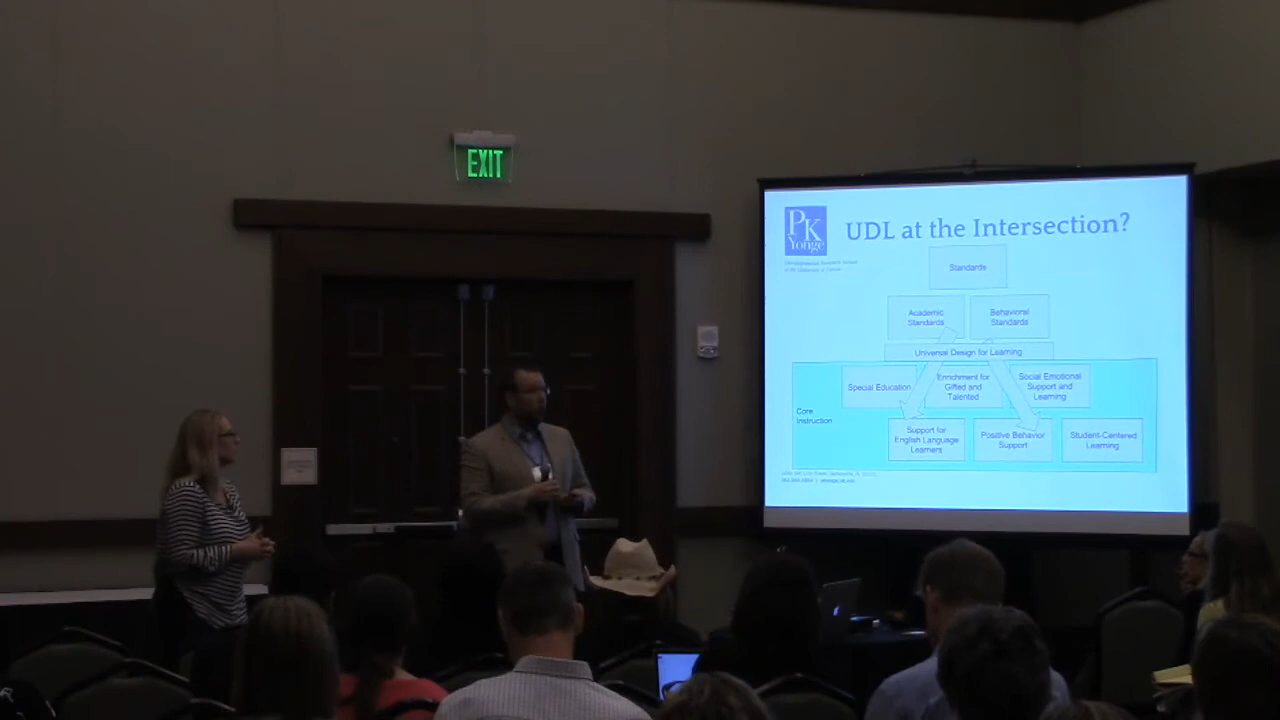 EXIT
PK
Yonge
UDL at the Intersection?
Standards
Academic
Standards
Behavioral
Standards
Universal Design for Learning
Special Education
Enrichment for
Gifted and
Talented
Social Emotional
Support and
Learning
Core
Instruction
Support for
English Language
Learners
Positive Behavior
Support
Student-Centered
Learning